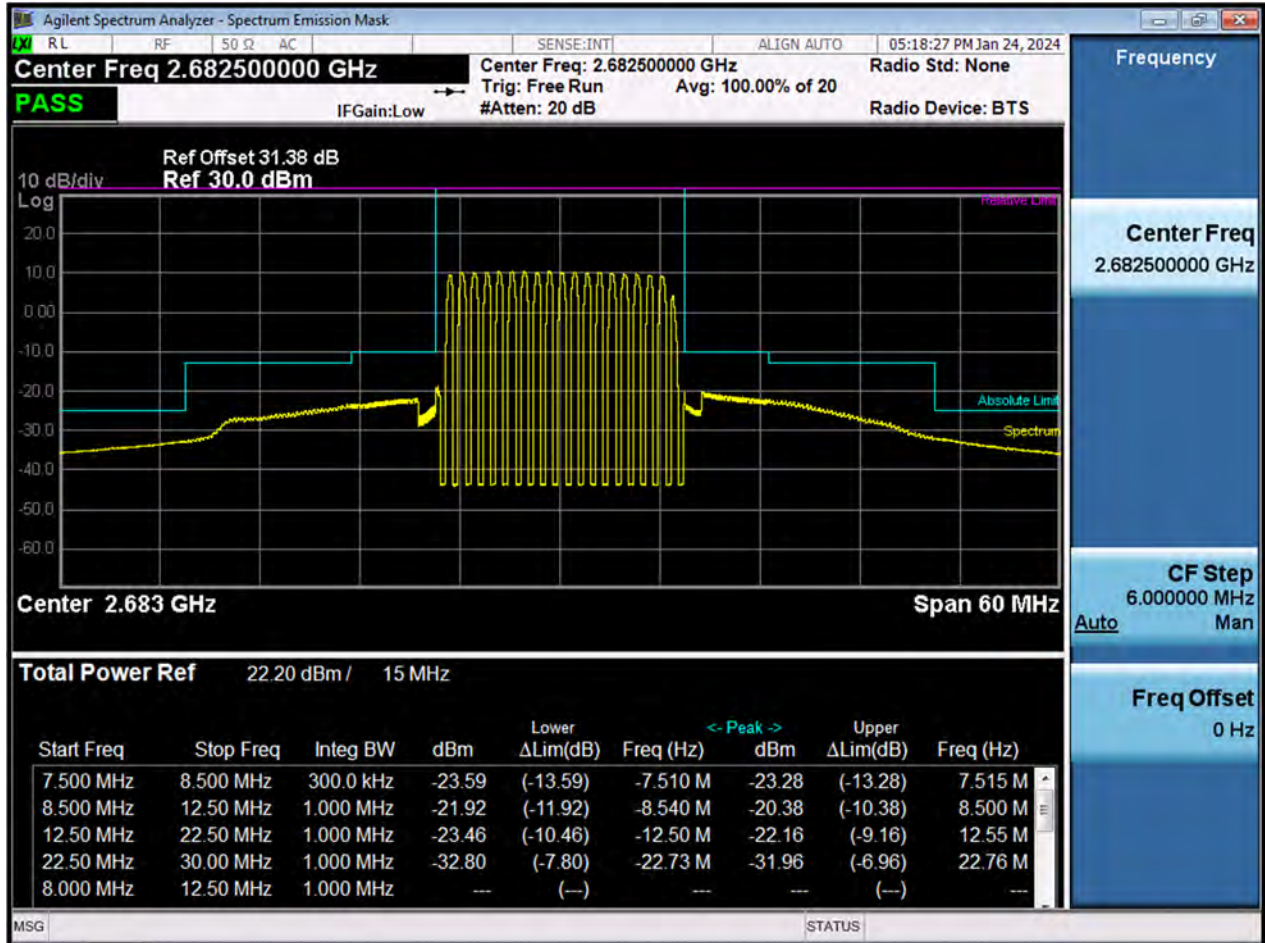 Agilent Spectrum Analyzer - Spectrum Emission Mask
LXI RL RF 50 Ω AC SENSE:INT ALIGN AUTO 05:18:27 PM Jan 24, 2024
Center Freq 2.682500000 GHz
Center Freq: 2.682500000 GHz
Radio Std: None
Trig: Free Run
Avg: 100.00% of 20
PASS
IFGain:Low
#Atten: 20 dB
Radio Device: BTS
Ref Offset 31.38 dB
10 dB/div
Ref 30.0 dBm
Log
Relative Limit
20.0
10.0
0.00
-10.0
-20.0
Absolute Limit
-30.0
Spectrum
-40.0
-50.0
-60.0
Center 2.683 GHz
Span 60 MHz
Total Power Ref 22.20 dBm / 15 MHz
Lower <- Peak -> Upper
Start Freq Stop Freq Integ BW dBm ΔLim(dB) Freq (Hz) dBm ΔLim(dB) Freq (Hz)
7.500 MHz 8.500 MHz 300.0 kHz -23.59 (-13.59) -7.510 M -23.28 (-13.28) 7.515 M
8.500 MHz 12.50 MHz 1.000 MHz -21.92 (-11.92) -8.540 M -20.38 (-10.38) 8.500 M
12.50 MHz 22.50 MHz 1.000 MHz -23.46 (-10.46) -12.50 M -22.16 (-9.16) 12.55 M
22.50 MHz 30.00 MHz 1.000 MHz -32.80 (-7.80) -22.73 M -31.96 (-6.96) 22.76 M
8.000 MHz 12.50 MHz 1.000 MHz --- (---) --- --- (---) ---
MSG
STATUS
Frequency
Center Freq
2.682500000 GHz
CF Step
6.000000 MHz
Auto Man
Freq Offset
0 Hz